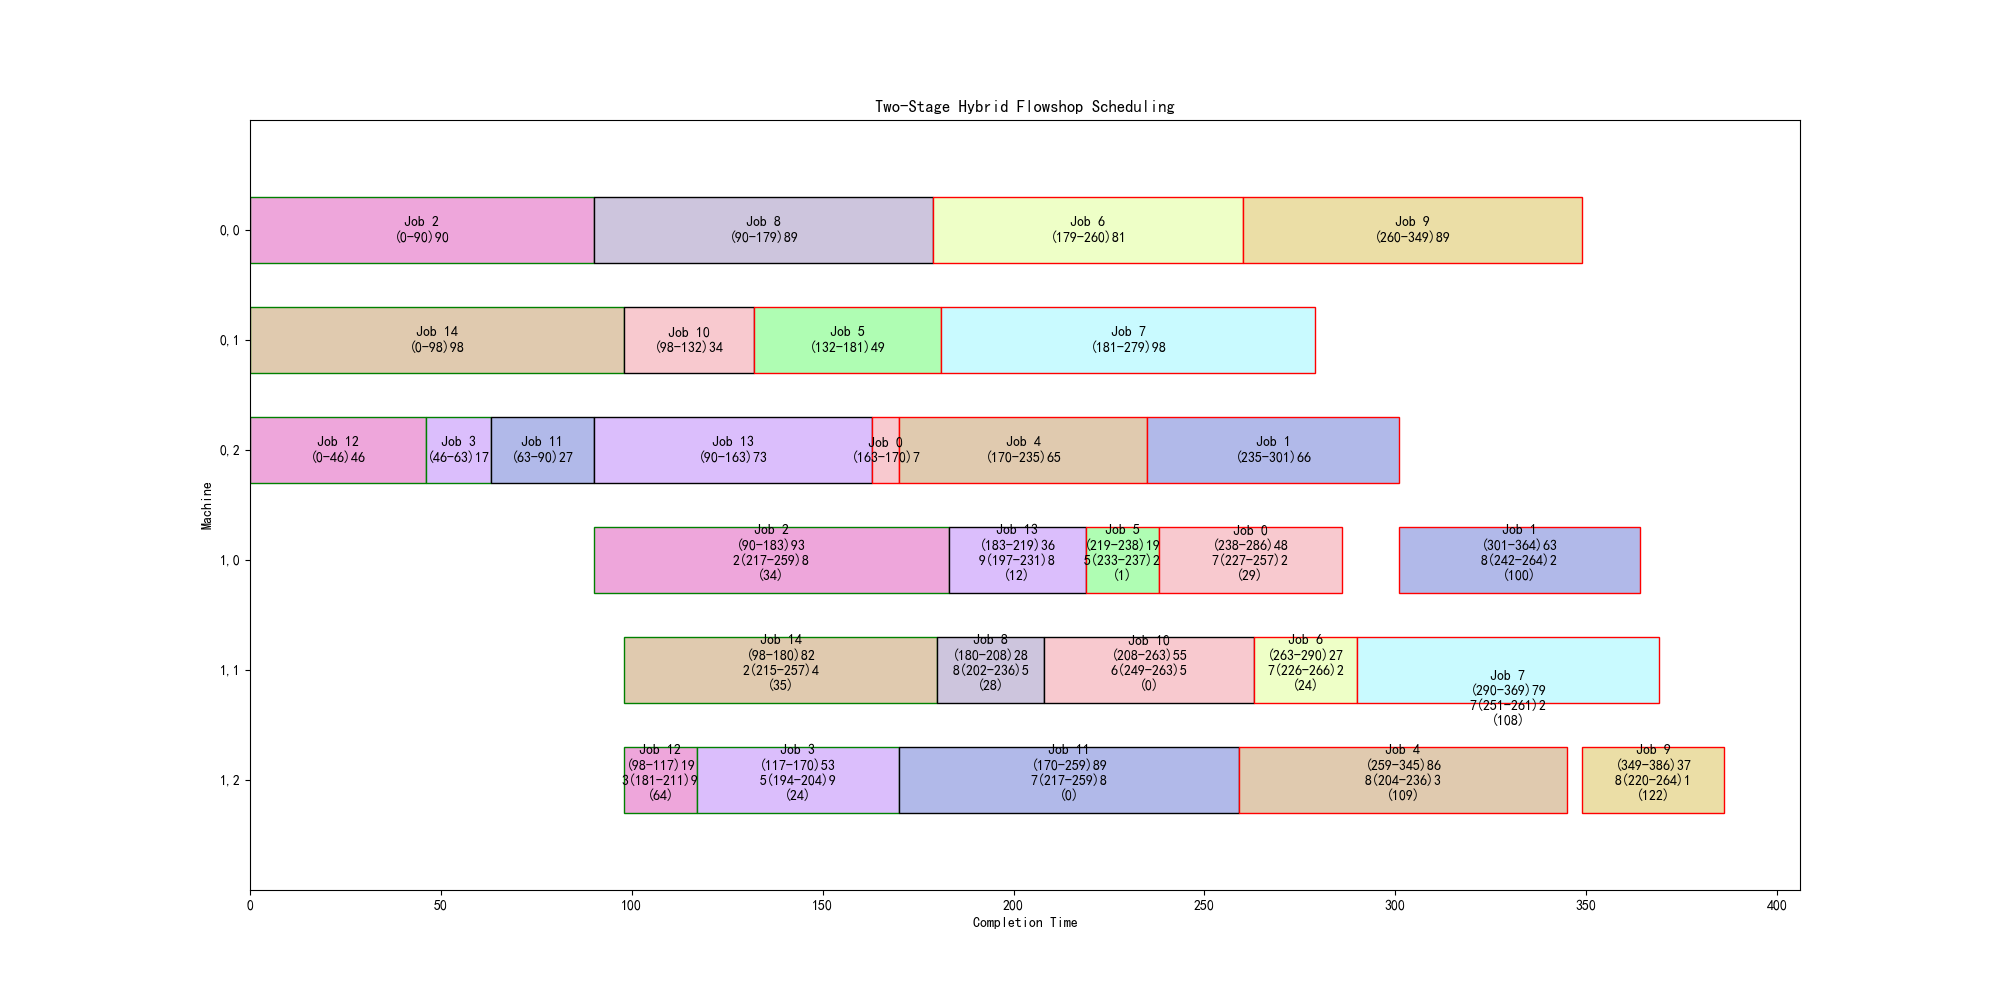 Two-Stage Hybrid Flowshop Scheduling
0,0
Job 2
(0-90)90
Job 8
(90-179)89
Job 6
(179-260)81
Job 9
(260-349)89
0,1
Job 14
(0-98)98
Job 10
(98-132)34
Job 5
(132-181)49
Job 7
(181-279)98
0,2
Job 12
(0-46)46
Job 3
(46-63)17
Job 11
(63-90)27
Job 13
(90-163)73
Job 0
(163-170)7
Job 4
(170-235)65
Job 1
(235-301)66
Machine
1,0
Job 2
(90-183)93
2(217-259)8
(34)
Job 13
(183-219)36
9(197-231)8
(12)
Job 5
(219-238)19
5(233-237)2
(1)
Job 0
(238-286)48
7(227-257)2
(29)
Job 1
(301-364)63
8(242-264)2
(100)
1,1
Job 14
(98-180)82
2(215-257)4
(35)
Job 8
(180-208)28
8(202-236)5
(28)
Job 10
(208-263)55
6(249-263)5
(0)
Job 6
(263-290)27
7(226-266)2
(24)
Job 7
(290-369)79
7(251-261)2
(108)
1,2
Job 12
(98-117)19
3(181-211)9
(64)
Job 3
(117-170)53
5(194-204)9
(24)
Job 11
(170-259)89
7(217-259)8
(0)
Job 4
(259-345)86
8(204-236)3
(109)
Job 9
(349-386)37
8(220-264)1
(122)
0 50 100 150 200 250 300 350 400
Completion Time